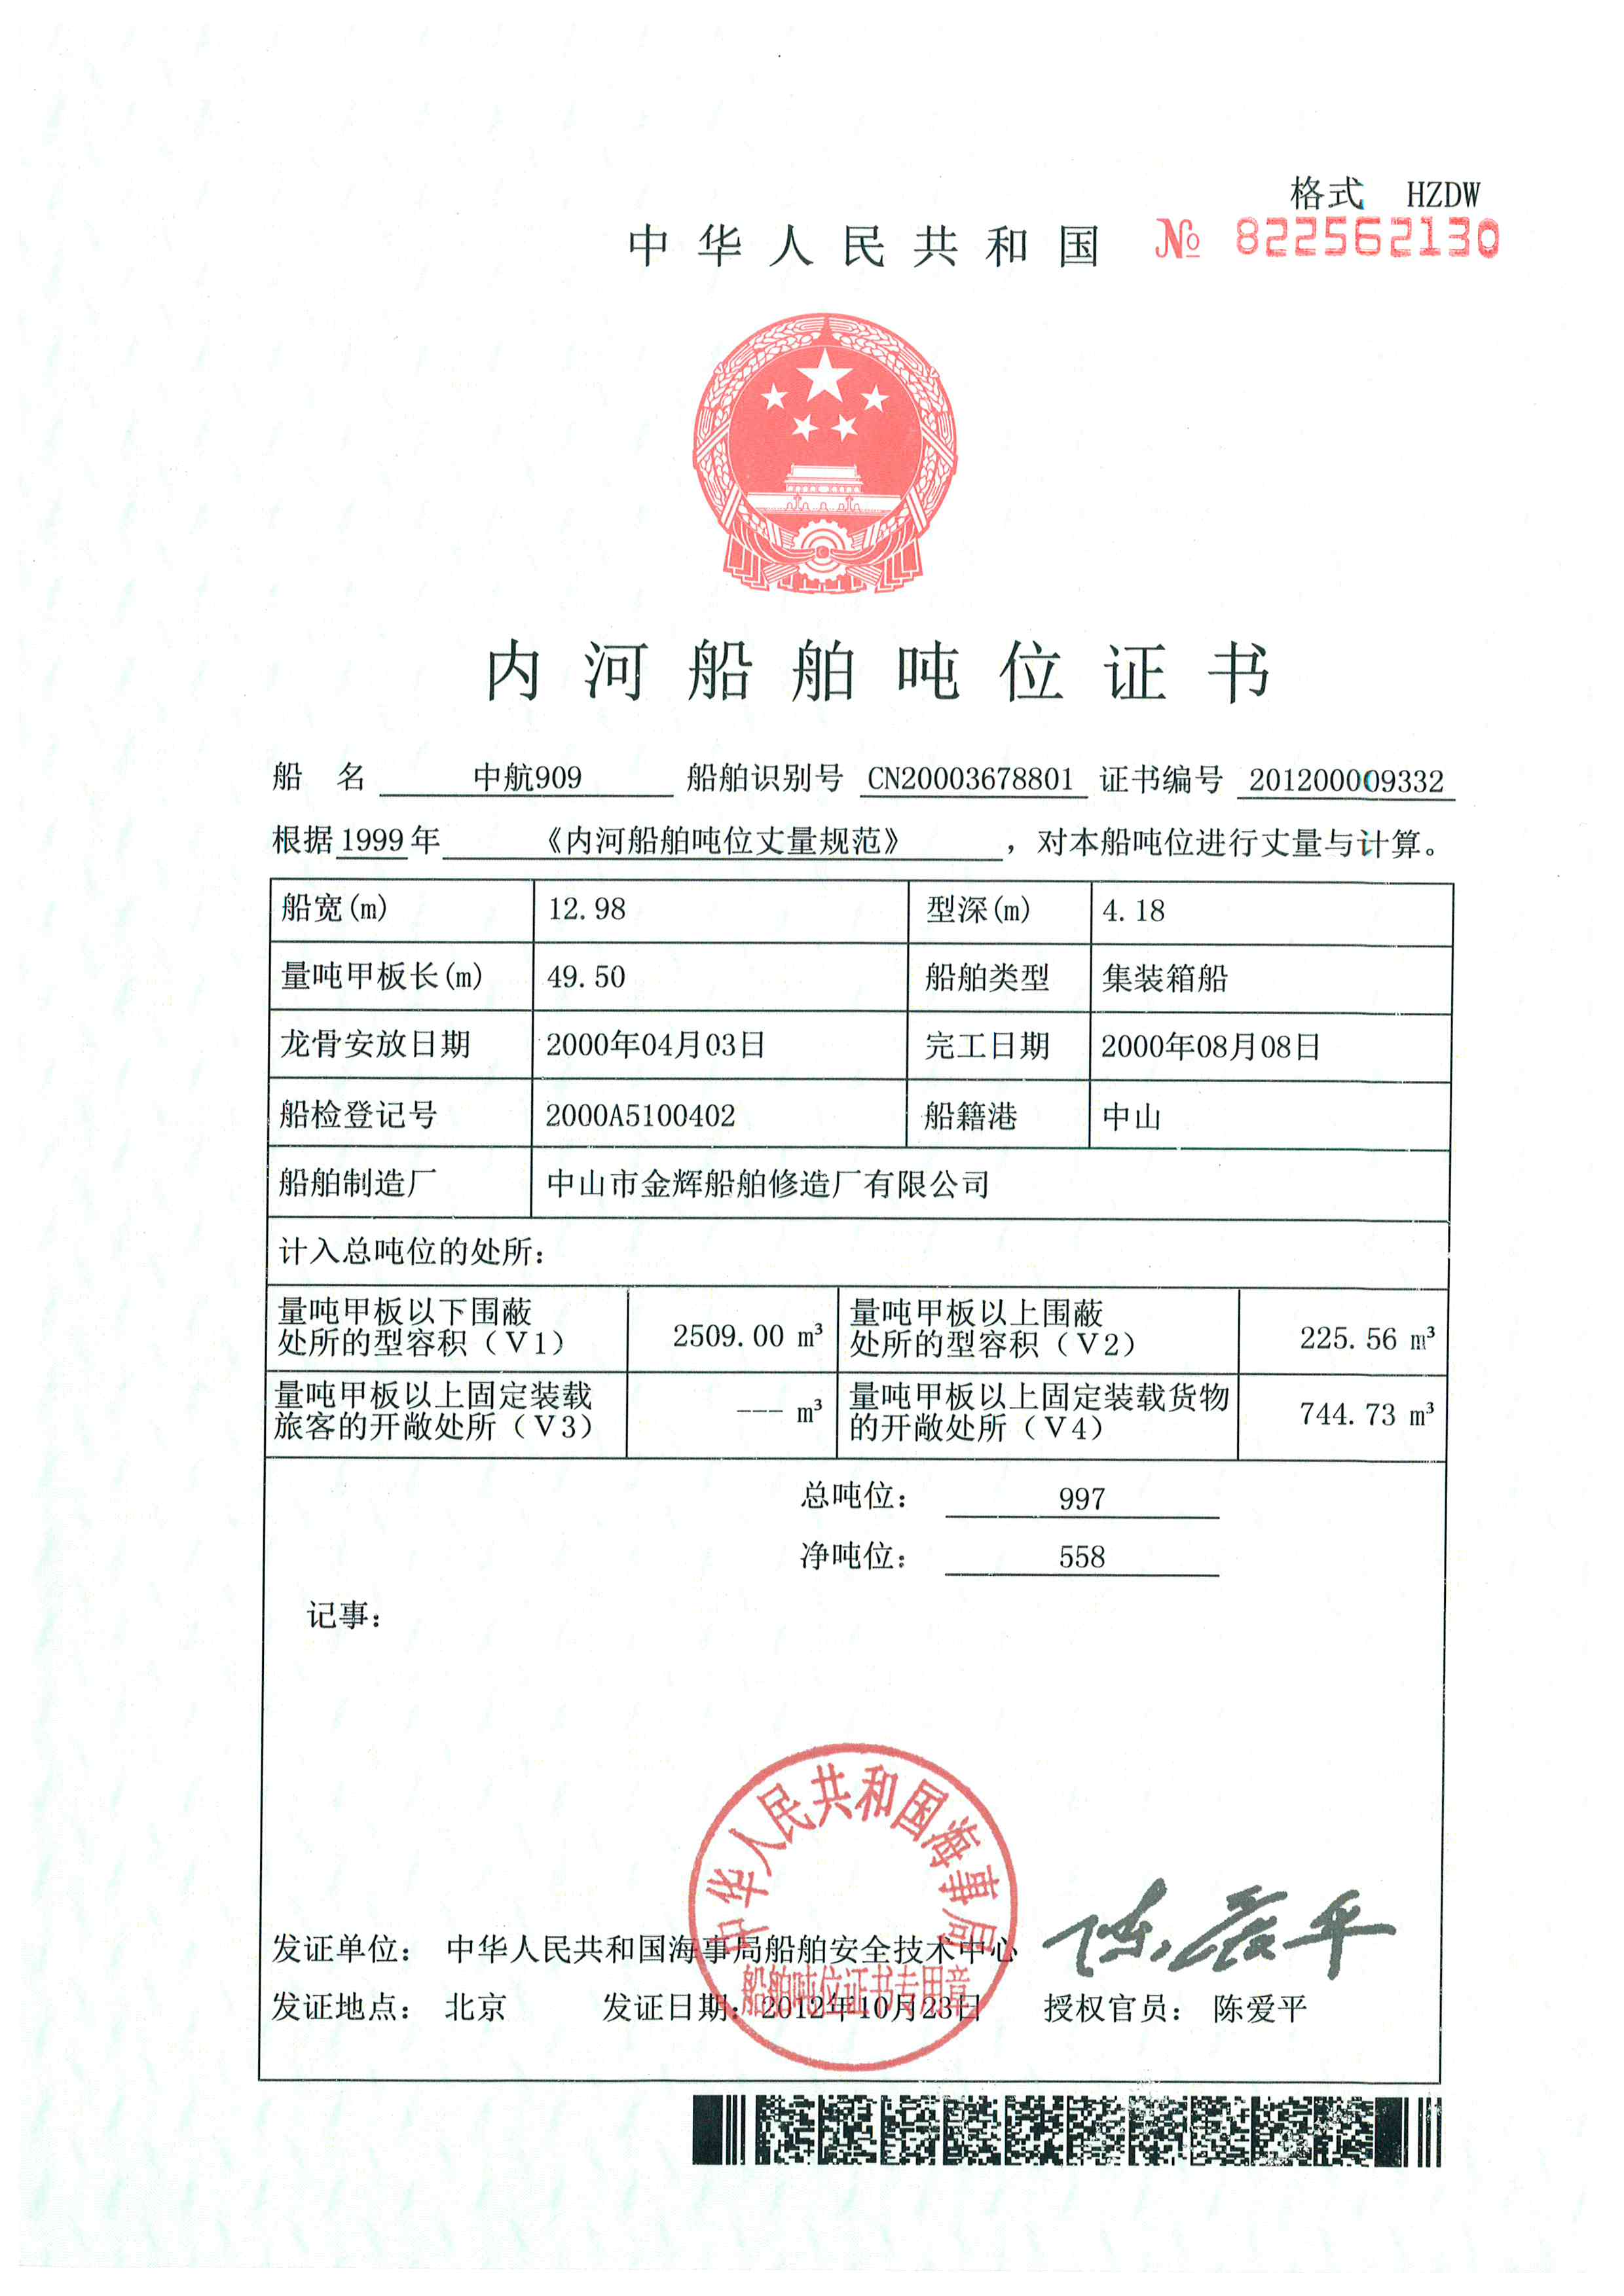 格式 HZDW
中华人民共和国 № 822562130
内河船舶吨位证书
船 名 中航909 船舶识别号 CN20003678801 证书编号 201200009332
根据1999年 《内河船舶吨位丈量规范》 ，对本船吨位进行丈量与计算。
船宽(m) 12.98 型深(m) 4.18
量吨甲板长(m) 49.50 船舶类型 集装箱船
龙骨安放日期 2000年04月03日 完工日期 2000年08月08日
船检登记号 2000A5100402 船籍港 中山
船舶制造厂 中山市金辉船舶修造厂有限公司
计入总吨位的处所：
量吨甲板以下围蔽
处所的型容积（V1） 2509.00 m³
量吨甲板以上围蔽
处所的型容积（V2） 225.56 m³
量吨甲板以上固定装载
旅客的开敞处所（V3） --- m³
量吨甲板以上固定装载货物
的开敞处所（V4） 744.73 m³
总吨位： 997
净吨位： 558
记事：
中华人民共和国海事局
船舶吨位证书专用章
陈爱平
发证单位： 中华人民共和国海事局船舶安全技术中心
发证地点： 北京 发证日期：2012年10月23日 授权官员： 陈爱平